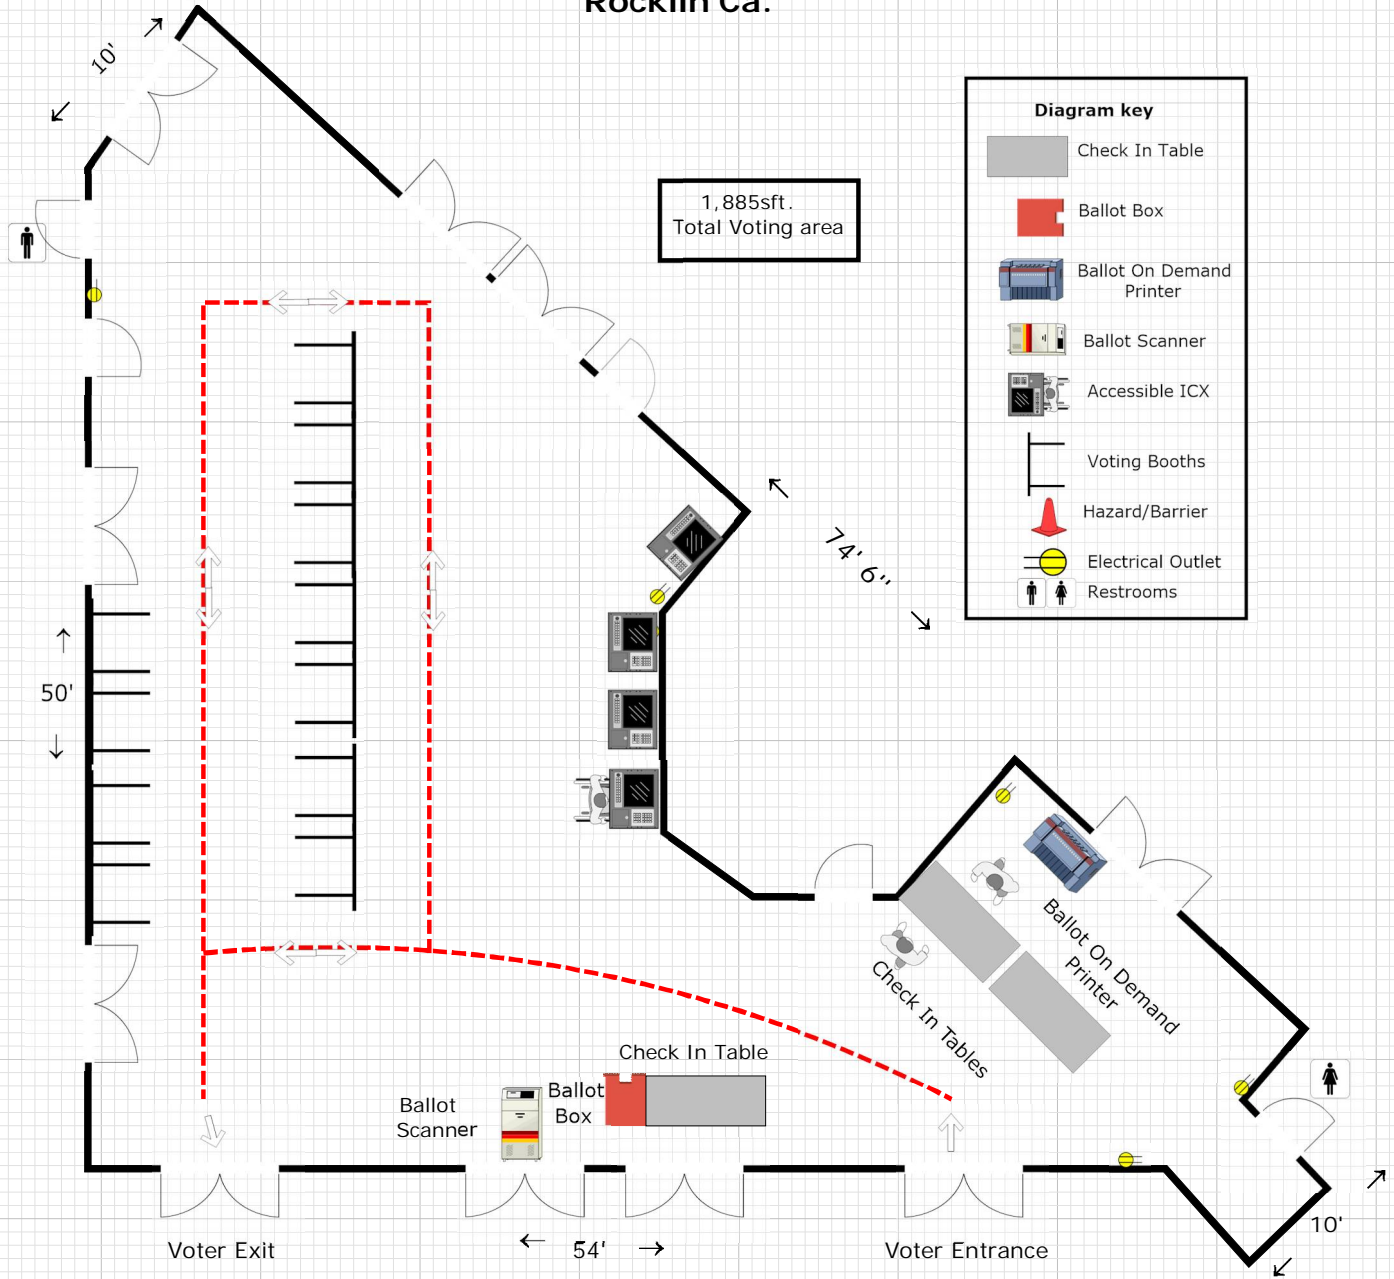 Rocklin Ca.
10'
1,885sft.
Total Voting area
Diagram key
Check In Table
Ballot Box
Ballot On Demand
Printer
Ballot Scanner
Accessible ICX
Voting Booths
Hazard/Barrier
Electrical Outlet
Restrooms
74' 6''
50'
Ballot On Demand
Printer
Check In Tables
Check In Table
Ballot
Box
Ballot
Scanner
10'
Voter Exit
54'
Voter Entrance